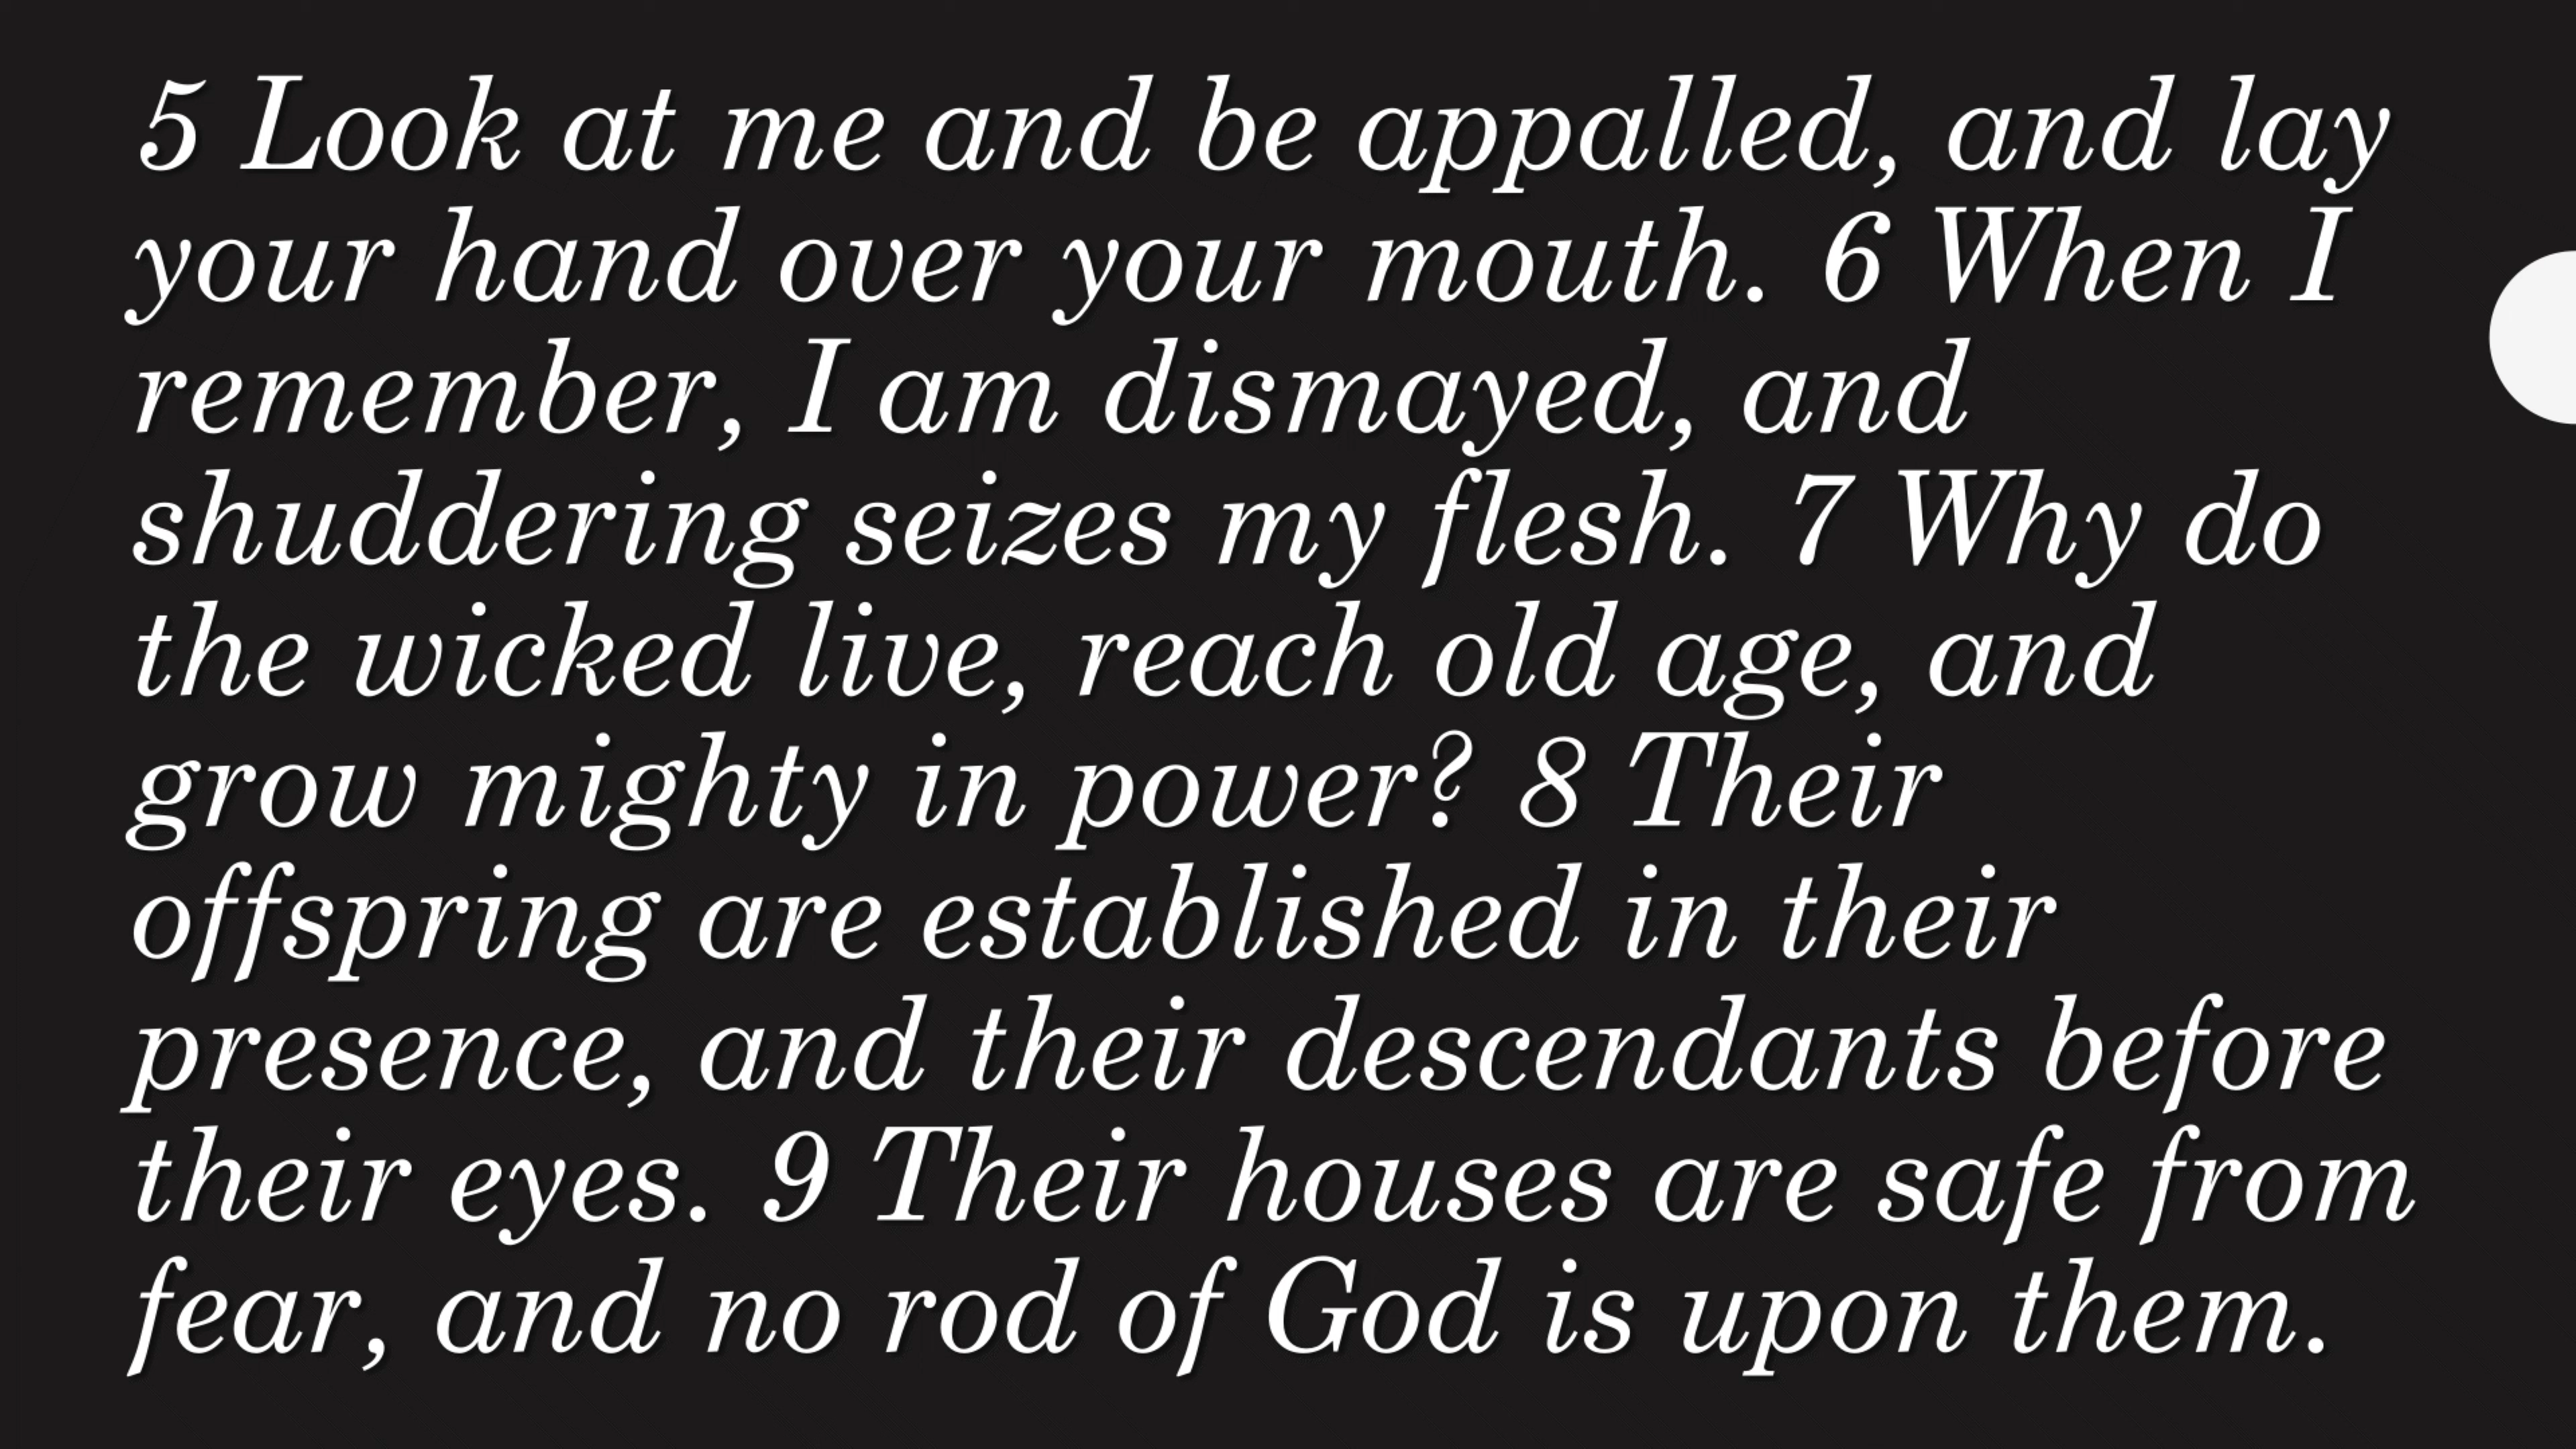 5 Look at me and be appalled, and lay
your hand over your mouth. 6 When I
remember, I am dismayed, and
shuddering seizes my flesh. 7 Why do
the wicked live, reach old age, and
grow mighty in power? 8 Their
offspring are established in their
presence, and their descendants before
their eyes. 9 Their houses are safe from
fear, and no rod of God is upon them.